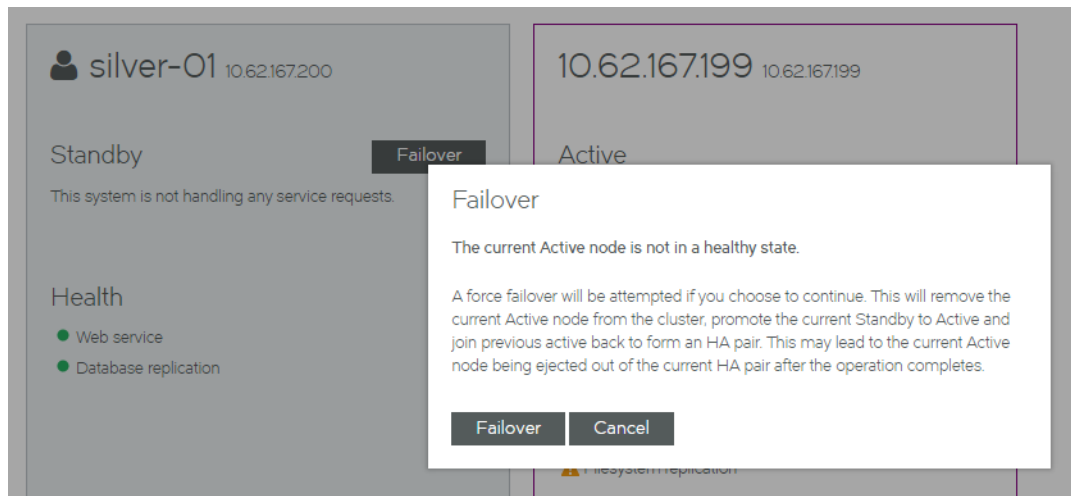 silver-01 10.62.167.200
Standby
Failover
This system is not handling any service requests.
Health
Web service
Database replication
10.62.167.199 10.62.167.199
Active
Failover
The current Active node is not in a healthy state.
A force failover will be attempted if you choose to continue. This will remove the
current Active node from the cluster, promote the current Standby to Active and
join previous active back to form an HA pair. This may lead to the current Active
node being ejected out of the current HA pair after the operation completes.
Failover
Cancel
Filesystem replication